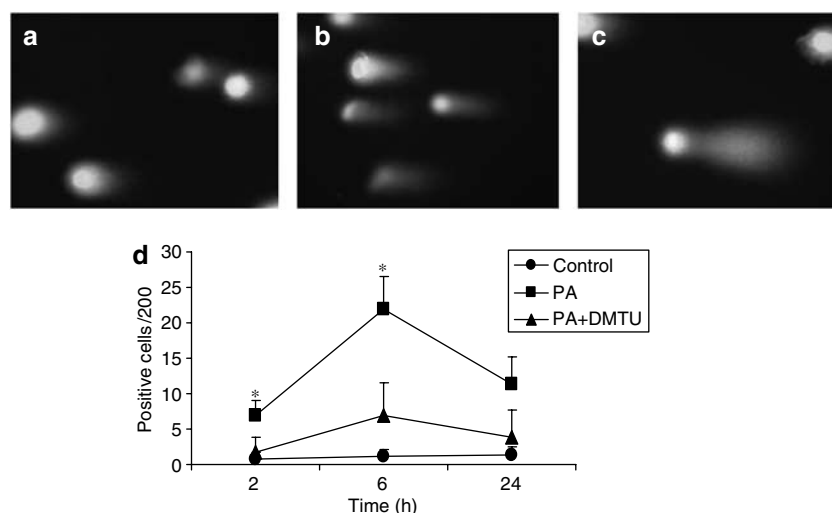 a
b
c
d
30
25
20
15
10
5
0
Positive cells/200
*
*
Control
PA
PA+DMTU
2
6
24
Time (h)